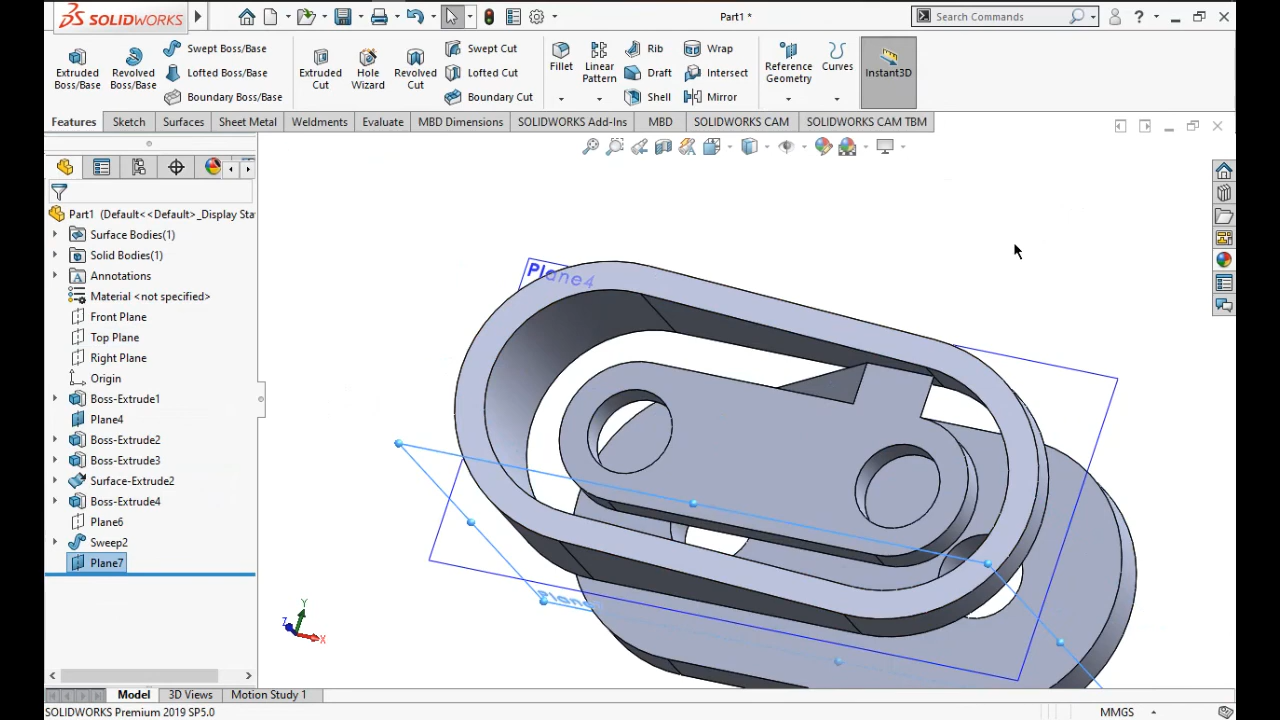 SOLIDWORKS
Part1 *
Search Commands
?
Extruded Boss/Base
Revolved Boss/Base
Swept Boss/Base
Lofted Boss/Base
Boundary Boss/Base
Extruded Cut
Hole Wizard
Revolved Cut
Swept Cut
Lofted Cut
Boundary Cut
Fillet
Linear Pattern
Rib
Draft
Shell
Wrap
Intersect
Mirror
Reference Geometry
Curves
Instant3D
Features Sketch Surfaces Sheet Metal Weldments Evaluate MBD Dimensions SOLIDWORKS Add-Ins MBD SOLIDWORKS CAM SOLIDWORKS CAM TBM
Part1 (Default<<Default>_Display Sta
Surface Bodies(1)
Solid Bodies(1)
Annotations
Material <not specified>
Front Plane
Top Plane
Right Plane
Origin
Boss-Extrude1
Plane4
Boss-Extrude2
Boss-Extrude3
Surface-Extrude2
Boss-Extrude4
Plane6
Sweep2
Plane7
Plane4
Y
Z
X
Model 3D Views Motion Study 1
SOLIDWORKS Premium 2019 SP5.0
MMGS